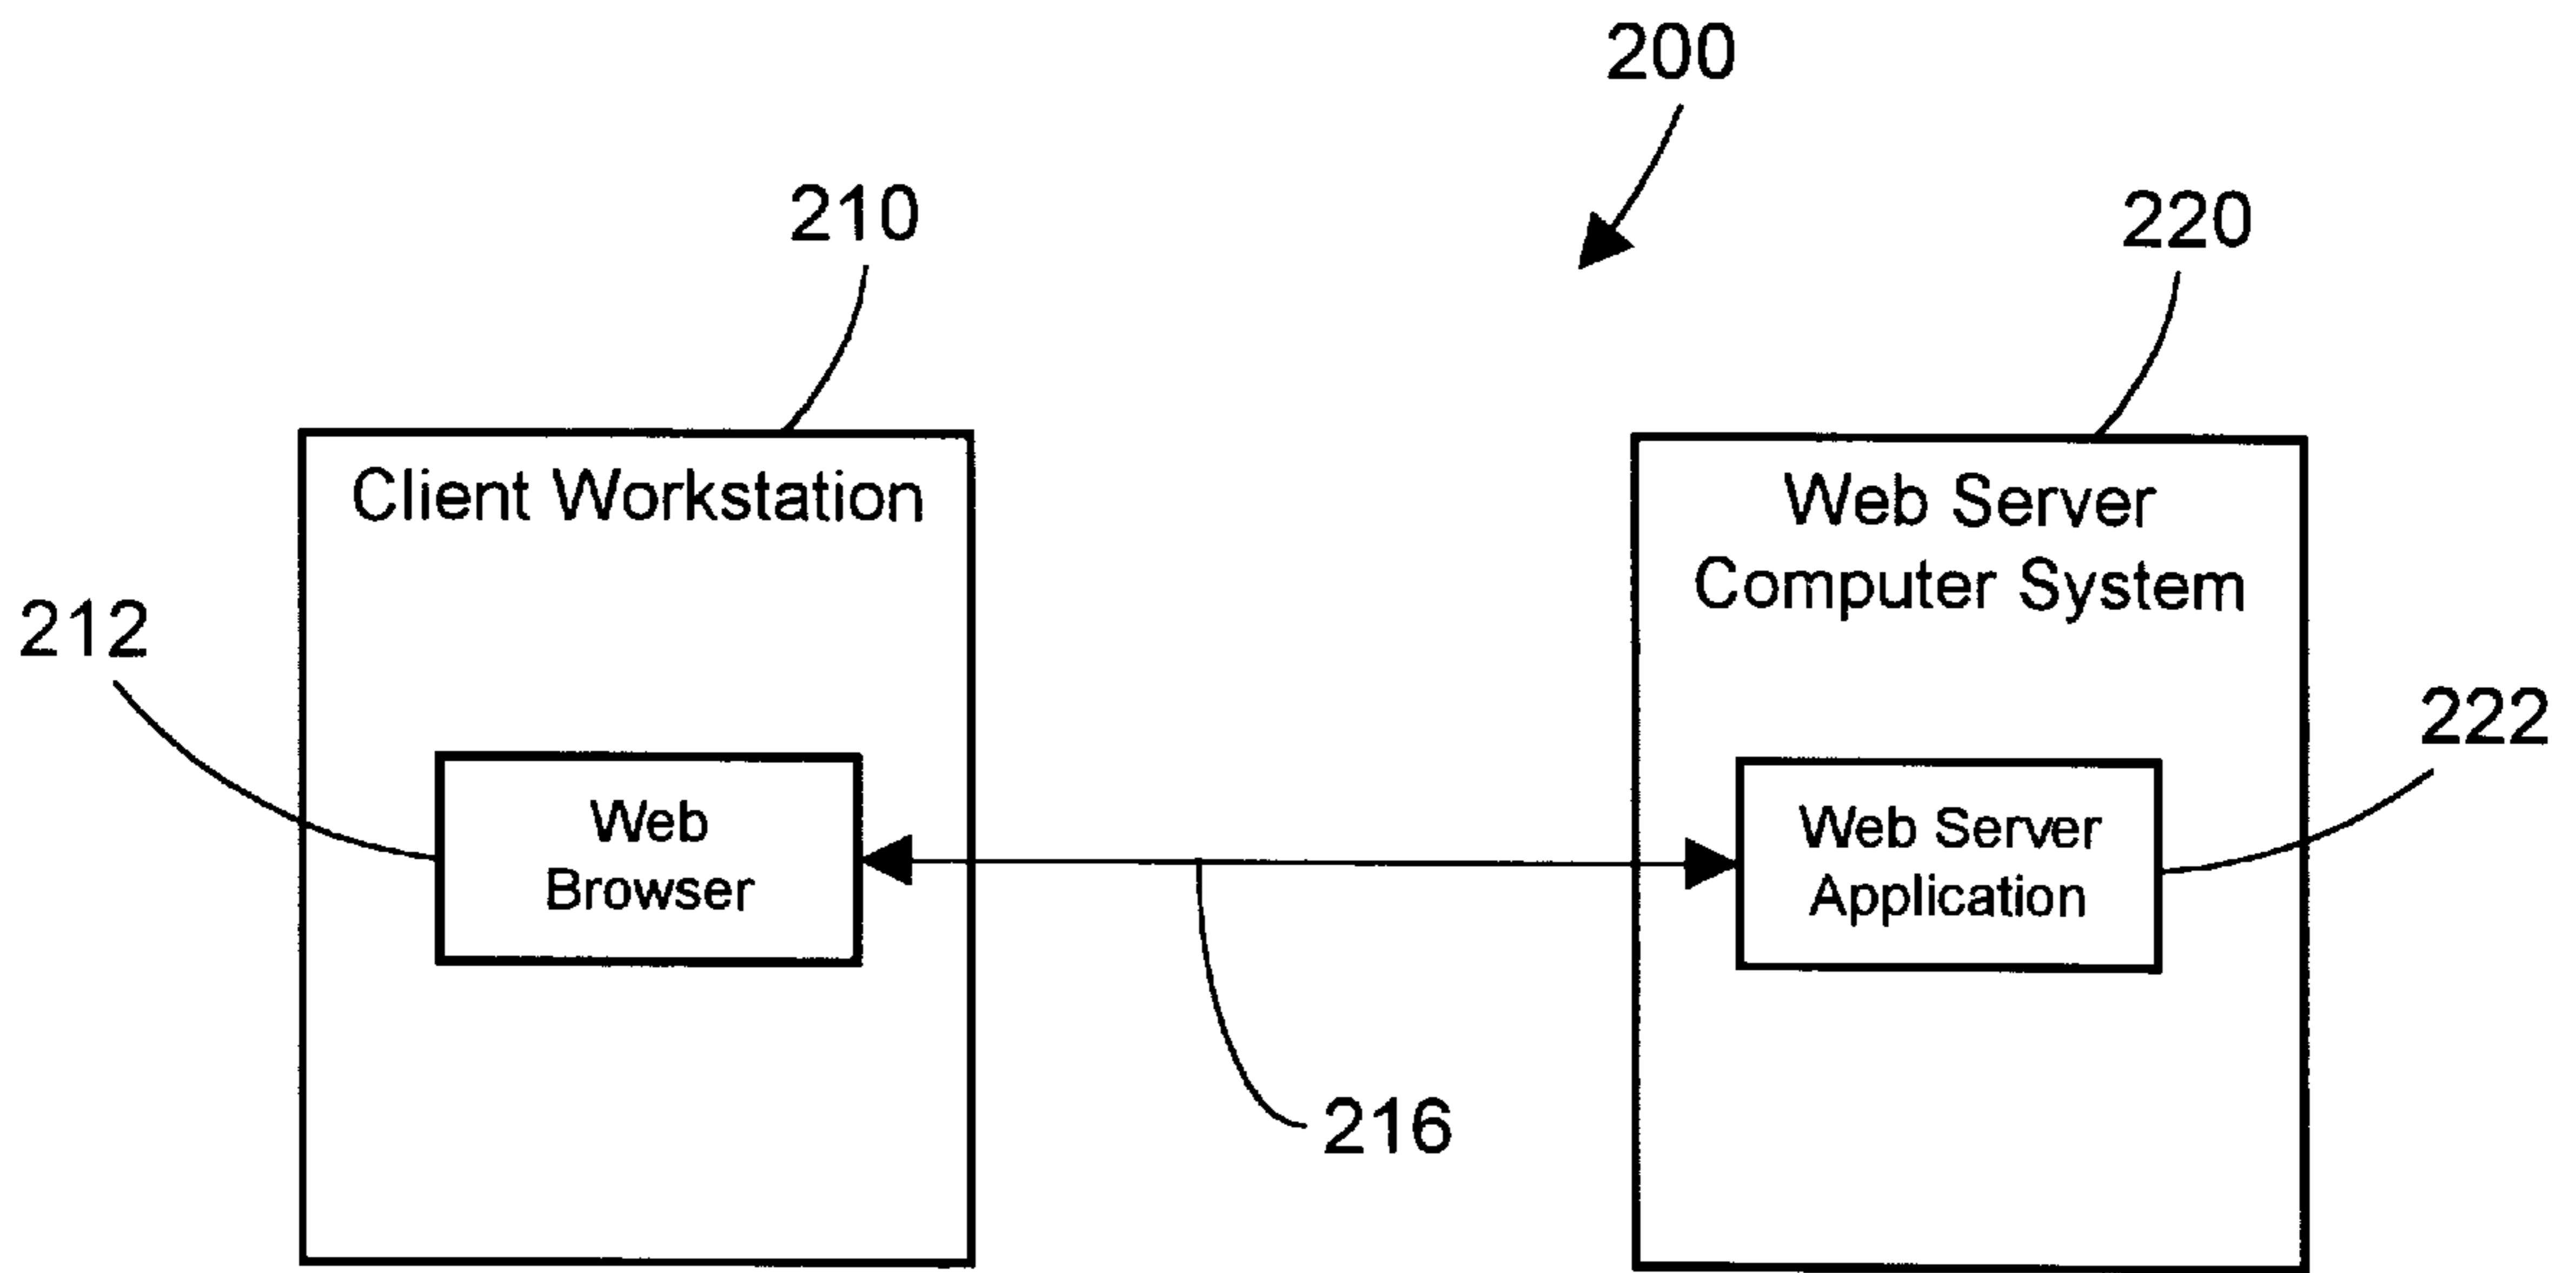 200
210
220
Client Workstation
Web Server
Computer System
212
222
Web
Browser
Web Server
Application
216